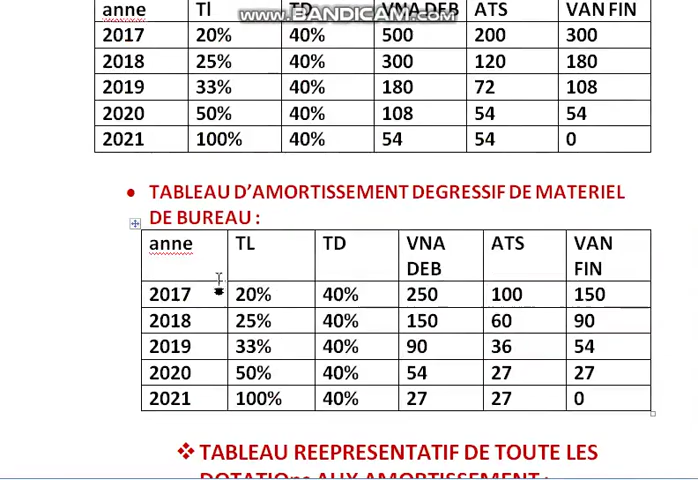 www.BANDICAM.com
anne Tl TD VNA DEB ATS VAN FIN
2017 20% 40% 500 200 300
2018 25% 40% 300 120 180
2019 33% 40% 180 72 108
2020 50% 40% 108 54 54
2021 100% 40% 54 54 0
• TABLEAU D’AMORTISSEMENT DEGRESSIF DE MATERIEL
DE BUREAU :
anne TL TD VNA ATS VAN
DEB FIN
2017 20% 40% 250 100 150
2018 25% 40% 150 60 90
2019 33% 40% 90 36 54
2020 50% 40% 54 27 27
2021 100% 40% 27 27 0
❖ TABLEAU REEPRESENTATIF DE TOUTE LES
DOTATIOns AUX AMORTISSEMENT :